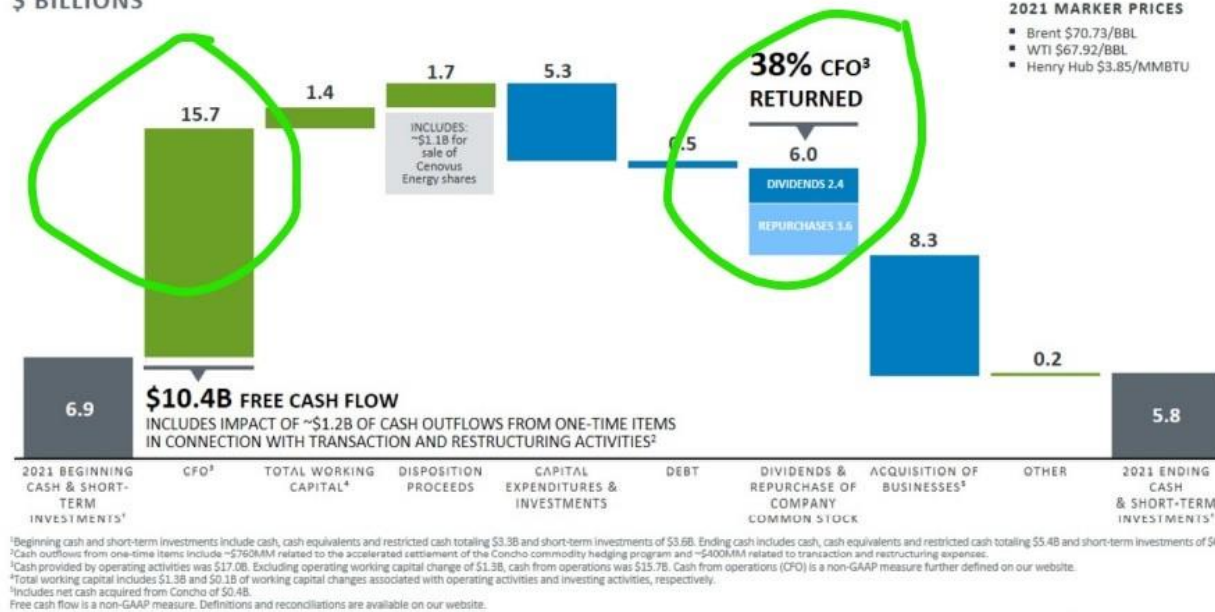 $ BILLIONS
2021 MARKER PRICES
▪ Brent $70.73/BBL
▪ WTI $67.92/BBL
▪ Henry Hub $3.85/MMBTU
38% CFO³
RETURNED
15.7
1.4
1.7
5.3
0.5
6.0
8.3
0.2
INCLUDES:
~$1.1B for
sale of
Cenovus
Energy shares
DIVIDENDS 2.4
REPURCHASES 3.6
6.9
5.8
$10.4B FREE CASH FLOW
INCLUDES IMPACT OF ~$1.2B OF CASH OUTFLOWS FROM ONE-TIME ITEMS
IN CONNECTION WITH TRANSACTION AND RESTRUCTURING ACTIVITIES²
2021 BEGINNING
CASH & SHORT-
TERM
INVESTMENTS¹
CFO³
TOTAL WORKING
CAPITAL⁴
DISPOSITION
PROCEEDS
CAPITAL
EXPENDITURES &
INVESTMENTS
DEBT
DIVIDENDS &
REPURCHASE OF
COMPANY
COMMON STOCK
ACQUISITION OF
BUSINESSES⁵
OTHER
2021 ENDING
CASH
& SHORT-TERM
INVESTMENTS¹
¹Beginning cash and short-term investments include cash, cash equivalents and restricted cash totaling $3.3B and short-term investments of $3.6B. Ending cash includes cash, cash equivalents and restricted cash totaling $5.4B and short-term investments of
²Cash outflows from one-time items include ~$760MM related to the accelerated settlement of the Concho commodity hedging program and ~$400MM related to transaction and restructuring expenses.
³Cash provided by operating activities was $17.0B. Excluding operating working capital change of $1.3B, cash from operations was $15.7B. Cash from operations (CFO) is a non-GAAP measure further defined on our website.
⁴Total working capital includes $1.3B and $0.1B of working capital changes associated with operating activities and investing activities, respectively.
⁵Includes net cash acquired from Concho of $0.4B.
Free cash flow is a non-GAAP measure. Definitions and reconciliations are available on our website.